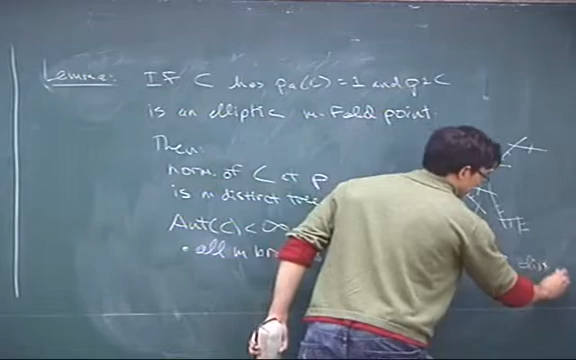 Lemma: If C has pa(C) = 1 and p ∈ C
is an elliptic m-fold point.
Then:
norm. of C at p
is m distinct tree
Aut(C) < ∞
• all m br